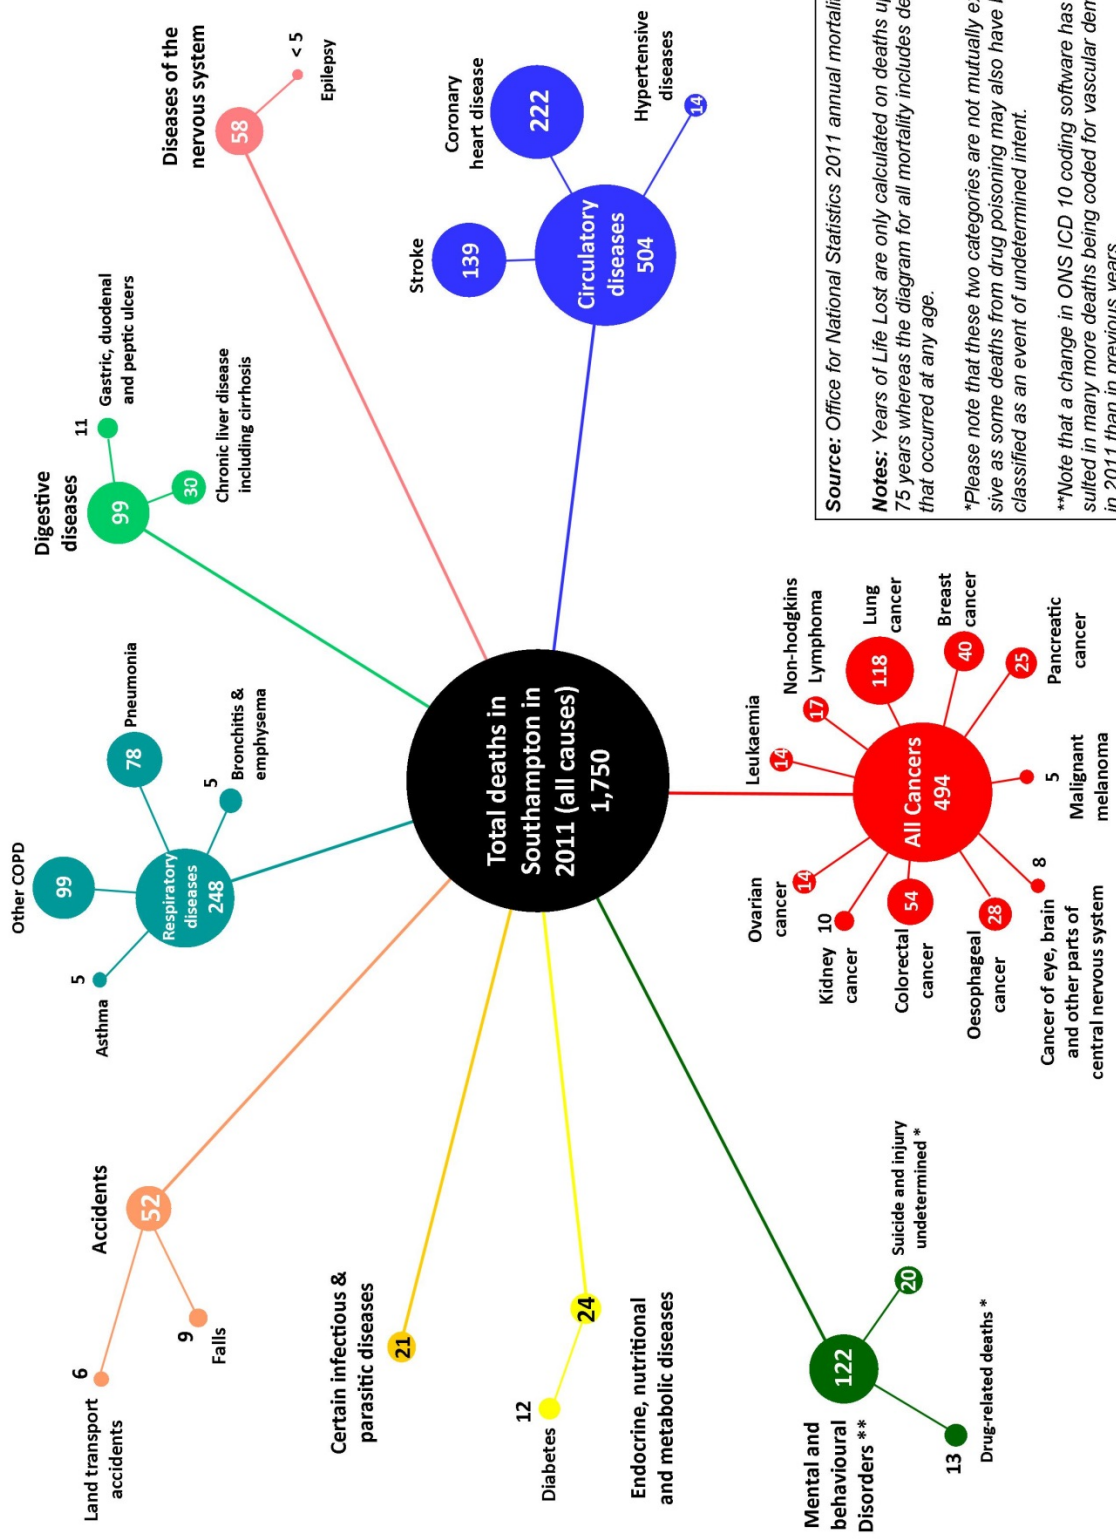 Total deaths in
Southampton in
2011 (all causes)
1,750
Land transport
accidents
6
Accidents
52
9
Falls
Asthma
5
Other COPD
99
Respiratory
diseases
248
Pneumonia
78
5
Bronchitis &
emphysema
Digestive
diseases
99
11
Gastric, duodenal
and peptic ulcers
30
Chronic liver disease
including cirrhosis
Diseases of the
nervous system
58
< 5
Epilepsy
Certain infectious &
parasitic diseases
21
12
Diabetes
24
Endocrine, nutritional
and metabolic diseases
Stroke
139
Coronary
heart disease
222
Circulatory
diseases
504
Hypertensive
diseases
14
Mental and
behavioural
Disorders **
122
Suicide and injury
undetermined *
20
13
Drug-related deaths *
All Cancers
494
Ovarian
cancer
14
Leukaemia
14
Non-hodgkins
Lymphoma
17
Kidney
cancer
10
Lung
cancer
118
Colorectal
cancer
54
Breast
cancer
40
Oesophageal
cancer
28
Pancreatic
cancer
25
Cancer of eye, brain
and other parts of
central nervous system
8
5
Malignant
melanoma
Source: Office for National Statistics 2011 annual
Notes: Years of Life Lost are only calculated on deaths
75 years whereas the diagram for all mortality includes
that occurred at any age.
*Please note that these two categories are not mutually
sive as some deaths from drug poisoning may also have
classified as an event of undetermined intent.
**Note that a change in ONS ICD 10 coding software has
sulted in many more deaths being coded for vascular
in 2011 than in previous years.